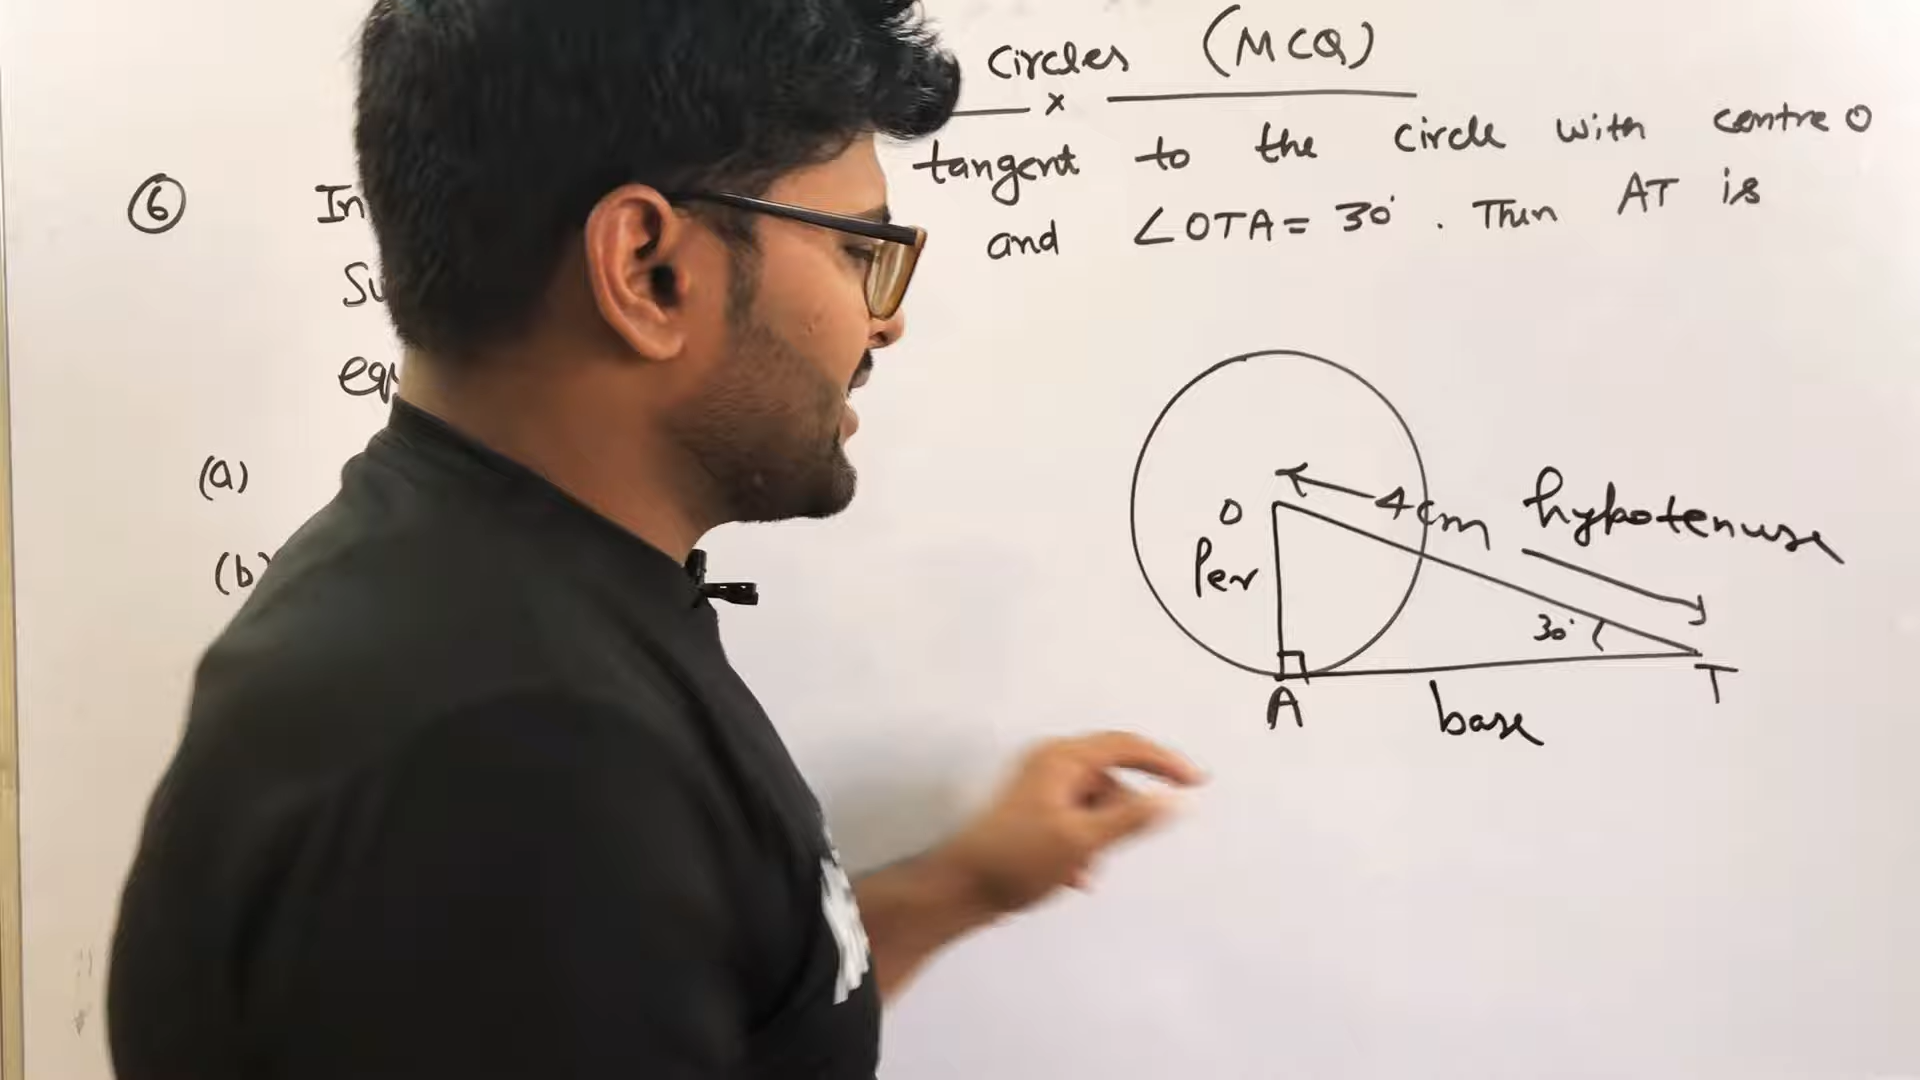 Circles (MCQ)
x
tangent to the circle with centre O
⑥ In and ∠OTA = 30° . Then AT is
Su
eq
(a)
(b)
4cm hypotenuse
O
Per
30°
A base T